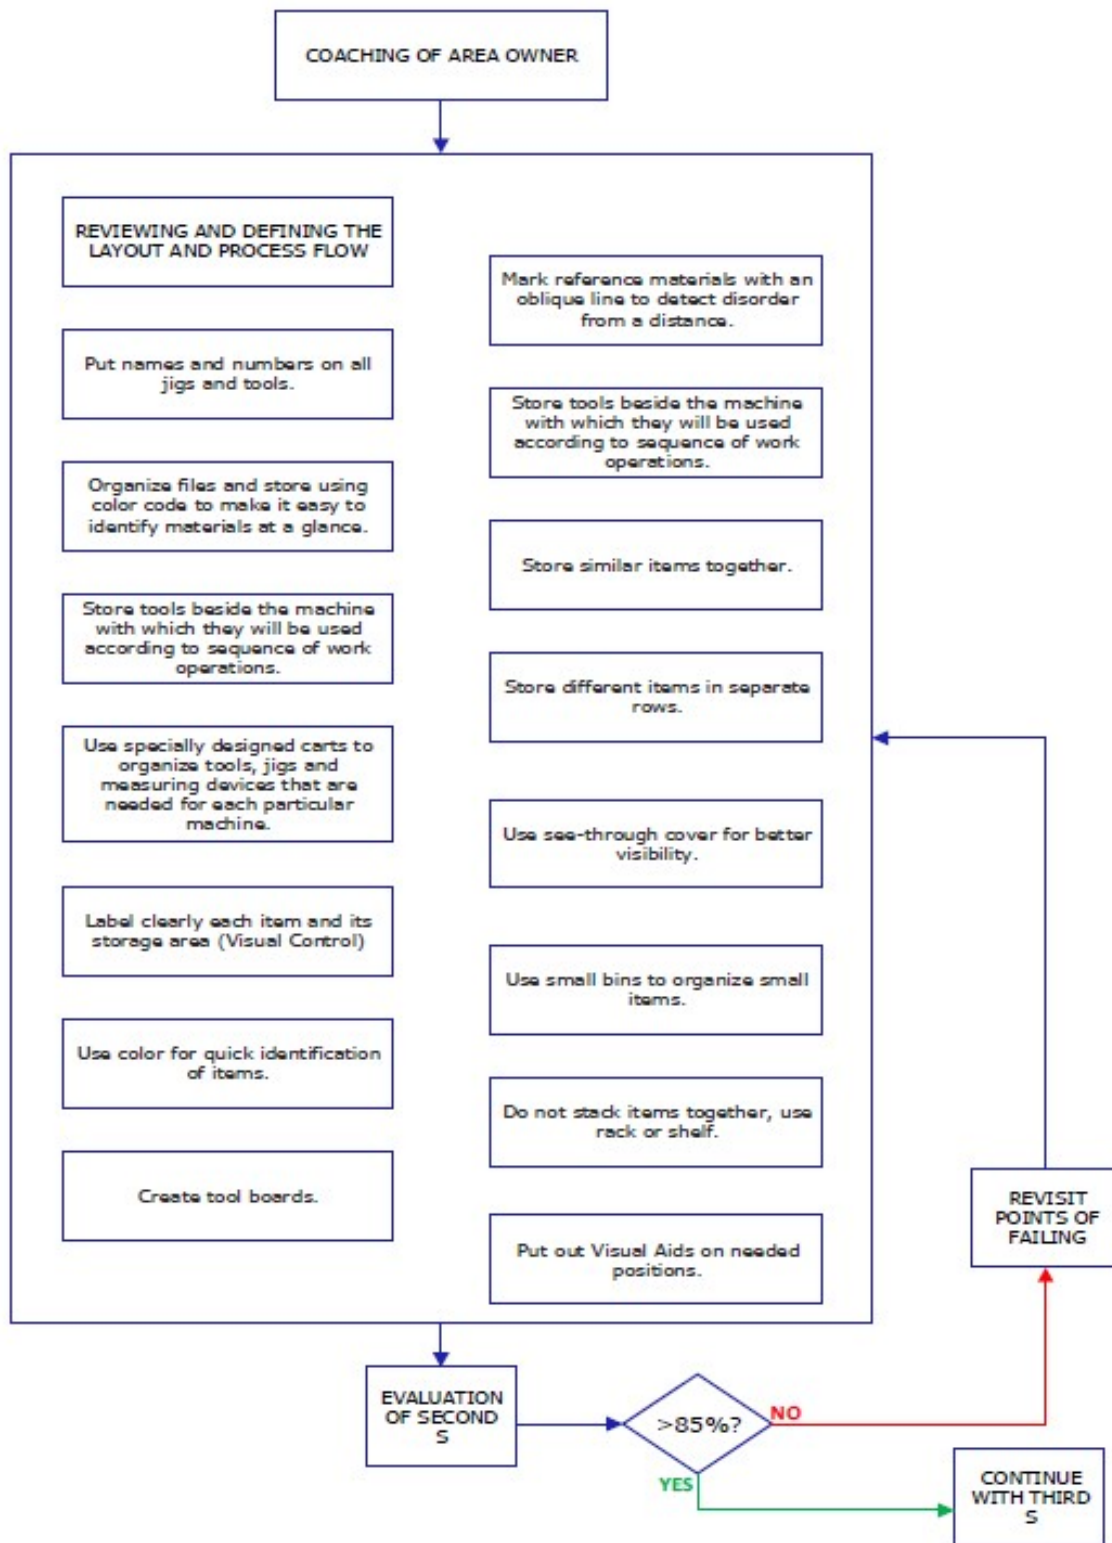 COACHING OF AREA OWNER
REVIEWING AND DEFINING THE
LAYOUT AND PROCESS FLOW
Put names and numbers on all
jigs and tools.
Organize files and store using
color code to make it easy to
identify materials at a glance.
Store tools beside the machine
with which they will be used
according to sequence of work
operations.
Use specially designed carts to
organize tools, jigs and
measuring devices that are
needed for each particular
machine.
Label clearly each item and its
storage area (Visual Control)
Use color for quick identification
of items.
Create tool boards.
Mark reference materials with an
oblique line to detect disorder
from a distance.
Store tools beside the machine
with which they will be used
according to sequence of work
operations.
Store similar items together.
Store different items in separate
rows.
Use see-through cover for better
visibility.
Use small bins to organize small
items.
Do not stack items together, use
rack or shelf.
Put out Visual Aids on needed
positions.
EVALUATION
OF SECOND
S
>85%?
NO
YES
REVISIT
POINTS OF
FAILING
CONTINUE
WITH THIRD
S